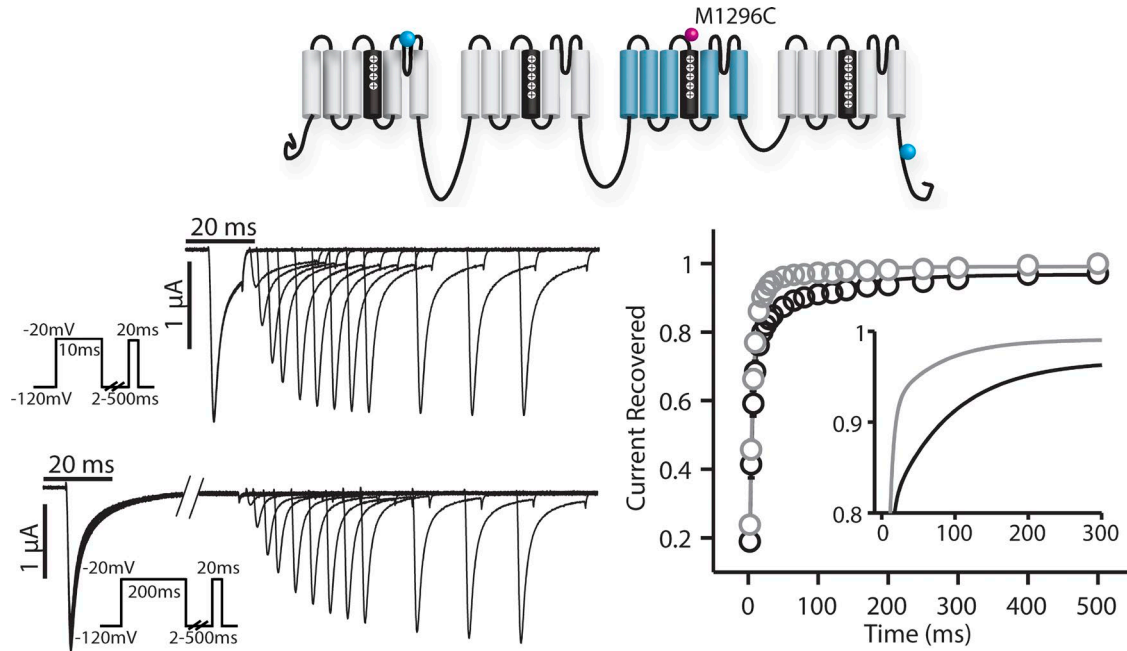 M1296C
20 ms
1 µA
-20mV
20ms
10ms
-120mV
2-500ms
20 ms
1 µA
-20mV
20ms
200ms
-120mV
2-500ms
Current Recovered
1
0.8
0.6
0.4
0.2
0
100
200
300
400
500
Time (ms)
1
0.9
0.8
0
100
200
300